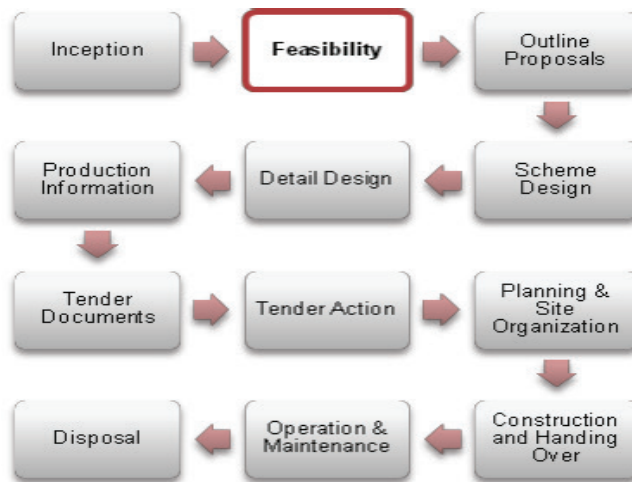 Inception
Feasibility
Outline
Proposals
Production
Information
Detail Design
Scheme
Design
Tender
Documents
Tender Action
Planning &
Site
Organization
Disposal
Operation &
Maintenance
Construction
and Handing
Over